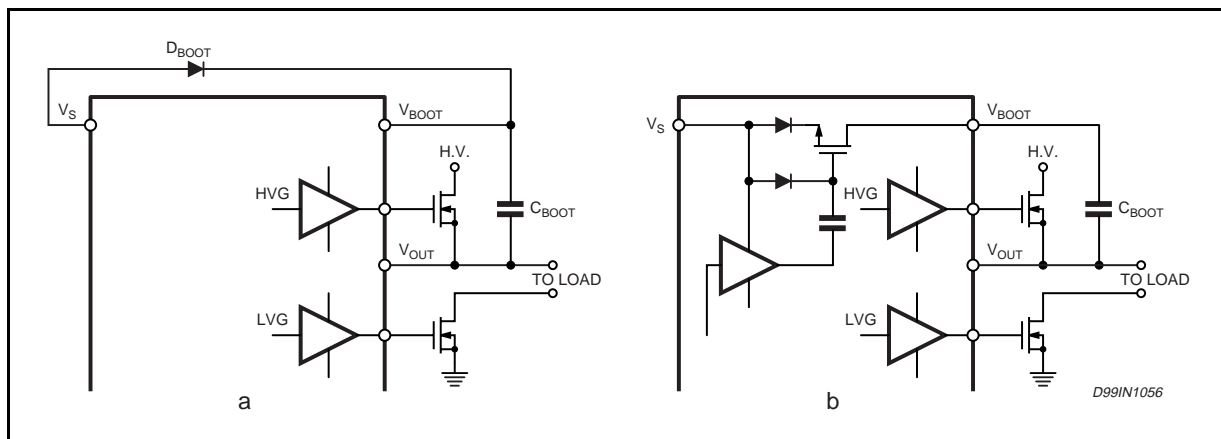 DBOOT
VS
VBOOT
H.V.
HVG
CBOOT
VOUT
TO LOAD
LVG
a
VS
VBOOT
H.V.
HVG
CBOOT
VOUT
TO LOAD
LVG
b
D99IN1056